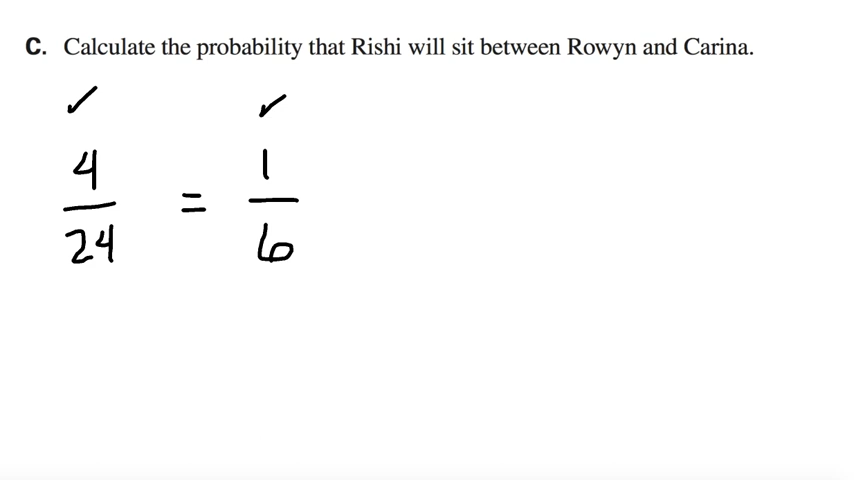 C. Calculate the probability that Rishi will sit between Rowyn and Carina.
✓ ✓
4/24 = 1/6